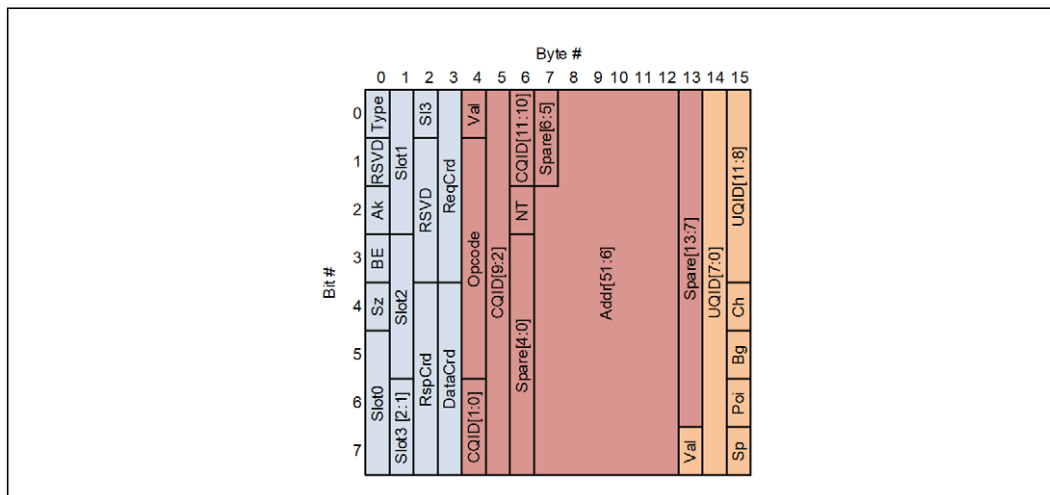 Byte #
0 1 2 3 4 5 6 7 8 9 10 11 12 13 14 15
Bit #
0
1
2
3
4
5
6
7
Type
RSVD
Ak
BE
Sz
Slot0
Slot1
Slot2
Slot3 [2:1]
Sl3
RSVD
RspCrd
ReqCrd
DataCrd
Val
Opcode
CQID[1:0]
CQID[9:2]
CQID[11:10]
NT
Spare[4:0]
Spare[6:5]
Addr[51:6]
Spare[13:7]
Val
UQID[7:0]
UQID[11:8]
Ch
Bg
Poi
Sp